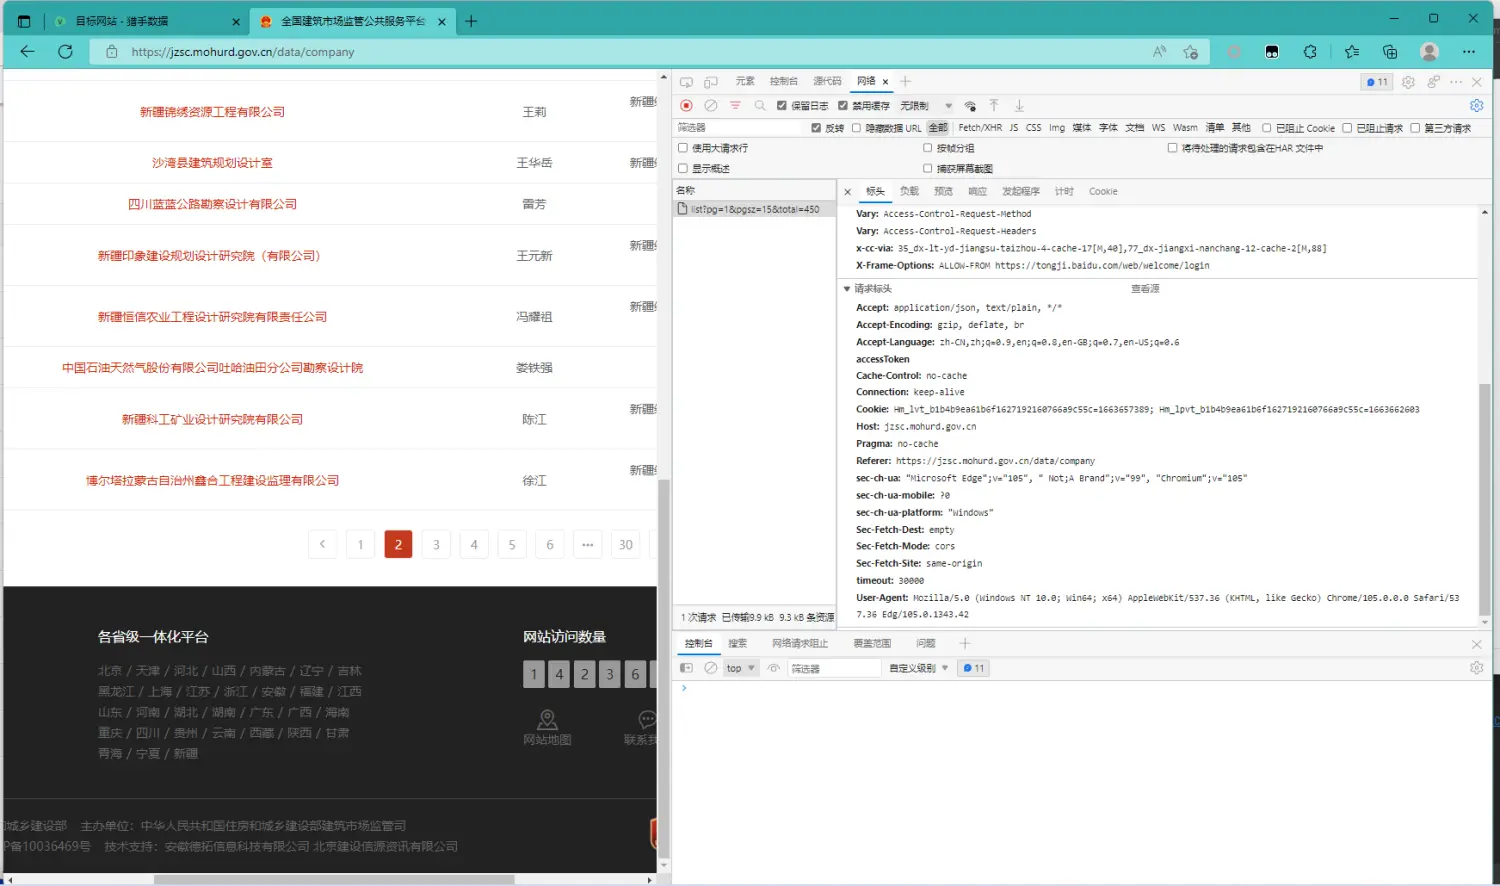 目标网站 - 猎手数据
全国建筑市场监管公共服务平台
https://jzsc.mohurd.gov.cn/data/company
新疆锦绣资源工程有限公司 王莉
沙湾县建筑规划设计室 王华岳 新疆
四川蓝蓝公路勘察设计有限公司 雷芳
新疆印象建设规划设计研究院（有限公司） 王元新 新疆
新疆恒信农业工程设计研究院有限责任公司 冯耀祖 新疆
中国石油天然气股份有限公司吐哈油田分公司勘察设计院 娄铁强
新疆科工矿业设计研究院有限公司 陈江 新疆
博尔塔拉蒙古自治州鑫合工程建设监理有限公司 徐江 新疆
1 2 3 4 5 6 ••• 30
各省级一体化平台
北京 / 天津 / 河北 / 山西 / 内蒙古 / 辽宁 / 吉林
黑龙江 / 上海 / 江苏 / 浙江 / 安徽 / 福建 / 江西
山东 / 河南 / 湖北 / 湖南 / 广东 / 广西 / 海南
重庆 / 四川 / 贵州 / 云南 / 西藏 / 陕西 / 甘肃
青海 / 宁夏 / 新疆
网站访问数量
1 4 2 3 6
网站地图 联系我
城乡建设部 主办单位：中华人民共和国住房和城乡建设部建筑市场监管司
备10036469号 技术支持：安徽德拓信息科技有限公司 北京建设信源资讯有限公司
元素 控制台 源代码 网络 11
保留日志 禁用缓存 无限制
筛选器 反转 隐藏数据 URL 全部 Fetch/XHR JS CSS Img 媒体 字体 文档 WS Wasm 清单 其他 已阻止 Cookie 已阻止请求 第三方请求
使用大请求行 按帧分组 将待处理的请求包含在HAR 文件中
显示概述 捕获屏幕截图
名称
list?pg=1&pgsz=15&total=450
标头 负载 预览 响应 发起程序 计时 Cookie
Vary: Access-Control-Request-Method
Vary: Access-Control-Request-Headers
x-cc-via: 35_dx-lt-yd-jiangsu-taizhou-4-cache-17[M,40],77_dx-jiangxi-nanchang-12-cache-2[M,88]
X-Frame-Options: ALLOW-FROM https://tongji.baidu.com/web/welcome/login
请求标头 查看源
Accept: application/json, text/plain, */*
Accept-Encoding: gzip, deflate, br
Accept-Language: zh-CN,zh;q=0.9,en;q=0.8,en-GB;q=0.7,en-US;q=0.6
accessToken
Cache-Control: no-cache
Connection: keep-alive
Cookie: Hm_lvt_b1b4b9ea61b6f1627192160766a9c55c=1663657389; Hm_lpvt_b1b4b9ea61b6f1627192160766a9c55c=1663662603
Host: jzsc.mohurd.gov.cn
Pragma: no-cache
Referer: https://jzsc.mohurd.gov.cn/data/company
sec-ch-ua: "Microsoft Edge";v="105", " Not;A Brand";v="99", "Chromium";v="105"
sec-ch-ua-mobile: ?0
sec-ch-ua-platform: "Windows"
Sec-Fetch-Dest: empty
Sec-Fetch-Mode: cors
Sec-Fetch-Site: same-origin
timeout: 30000
User-Agent: Mozilla/5.0 (Windows NT 10.0; Win64; x64) AppleWebKit/537.36 (KHTML, like Gecko) Chrome/105.0.0.0 Safari/53
7.36 Edg/105.0.1343.42
1 次请求 已传输9.9 kB 9.3 kB 条资源
控制台 搜索 网络请求阻止 覆盖范围 问题
top 筛选器 自定义级别 11